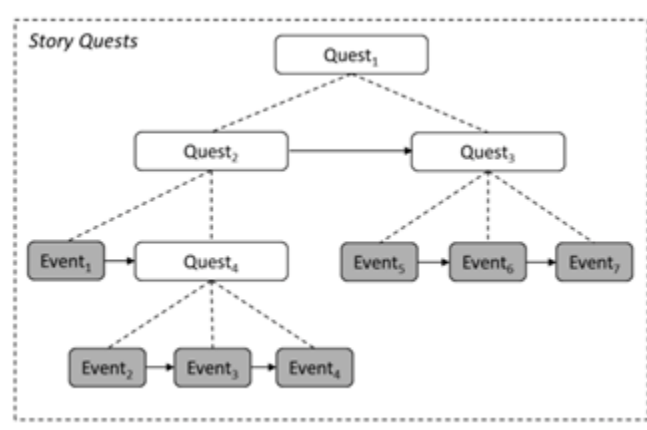 Story Quests
Quest₁
Quest₂
Quest₃
Event₁
Quest₄
Event₅
Event₆
Event₇
Event₂
Event₃
Event₄